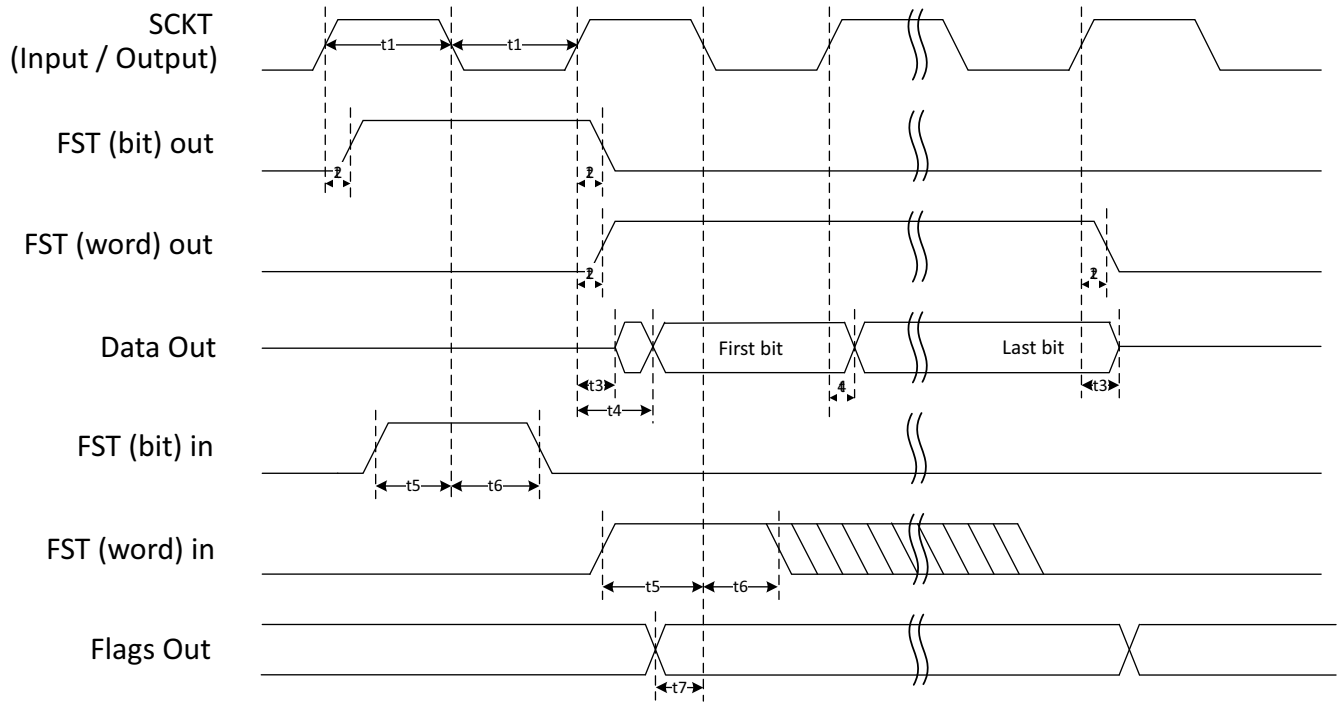 SCKT
(Input / Output)
t1
t1
FST (bit) out
FST (word) out
Data Out
First bit
Last bit
t3
t3
t4
FST (bit) in
t5
t6
FST (word) in
t5
t6
Flags Out
t7